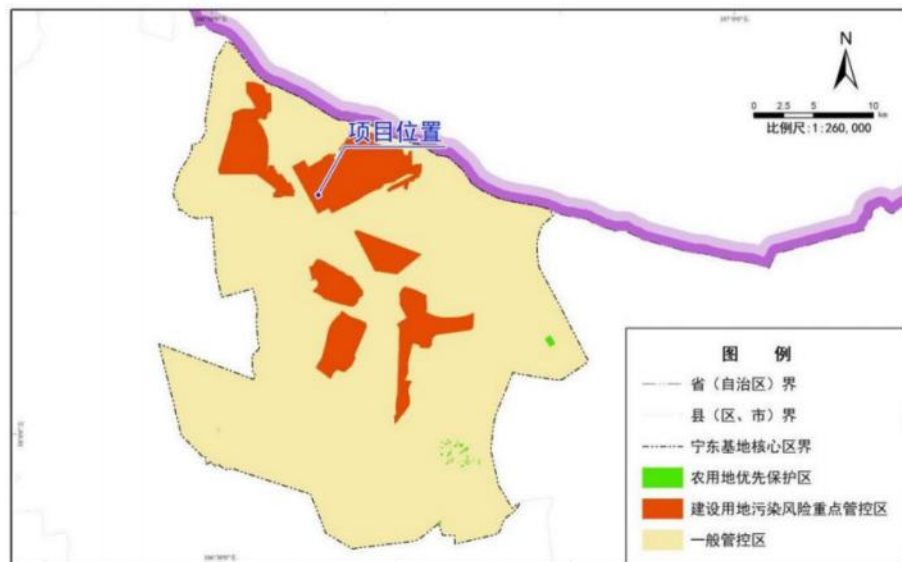 N
项目位置
0 2.5 5 10
km
比例尺:1:260,000
图 例
省（自治区）界
县（区、市）界
宁东基地核心区界
农用地优先保护区
建设用地污染风险重点管控区
一般管控区